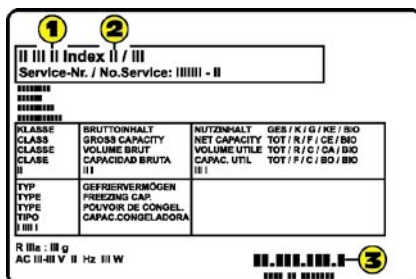 1 2
Index /
Service-Nr. / No.Service: -
KLASSE BRUTTOINHALT NUTZINHALT GES / K / G / KE / BIO
CLASS GROSS CAPACITY NET CAPACITY TOT / R / F / CE / BIO
CLASSE VOLUME BRUT VOLUME UTILE TOT / R / C / CA / BIO
CLASE CAPACIDAD BRUTA CAPAC. UTIL TOT / F / C / BO / BIO
TYP GEFRIERVERMÖGEN
TYPE FREEZING CAP.
TYPE POUVOIR DE CONGEL.
TIPO CAPAC.CONGELADORA
R IIIa : g
AC V Hz W
3